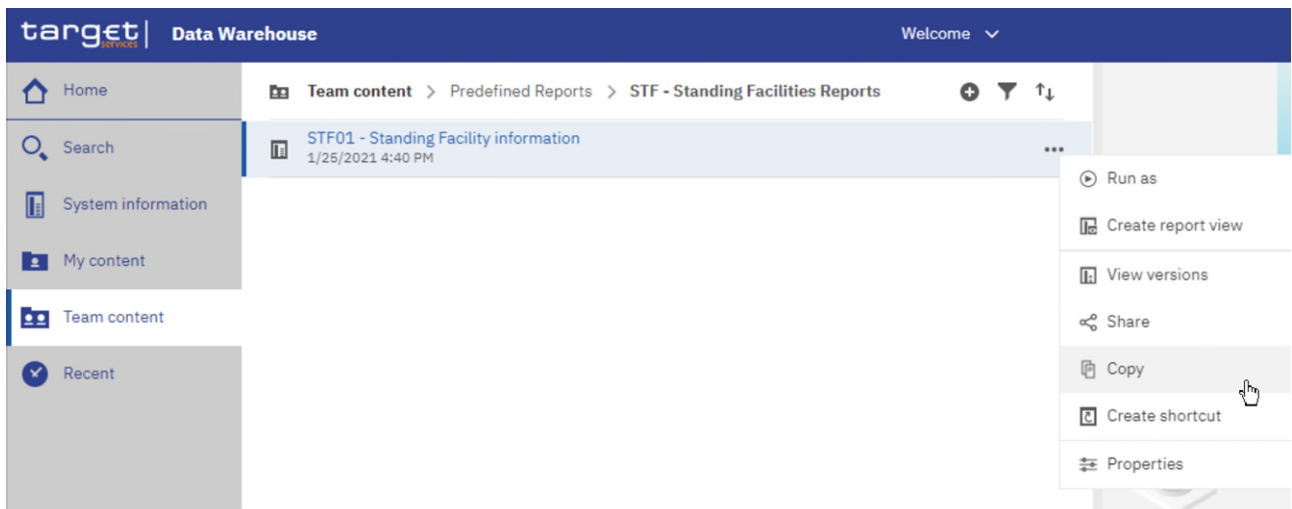 target services | Data Warehouse Welcome
Home
Team content > Predefined Reports > STF - Standing Facilities Reports
Search
STF01 - Standing Facility information
1/25/2021 4:40 PM
System information
My content
Team content
Recent
Run as
Create report view
View versions
Share
Copy
Create shortcut
Properties